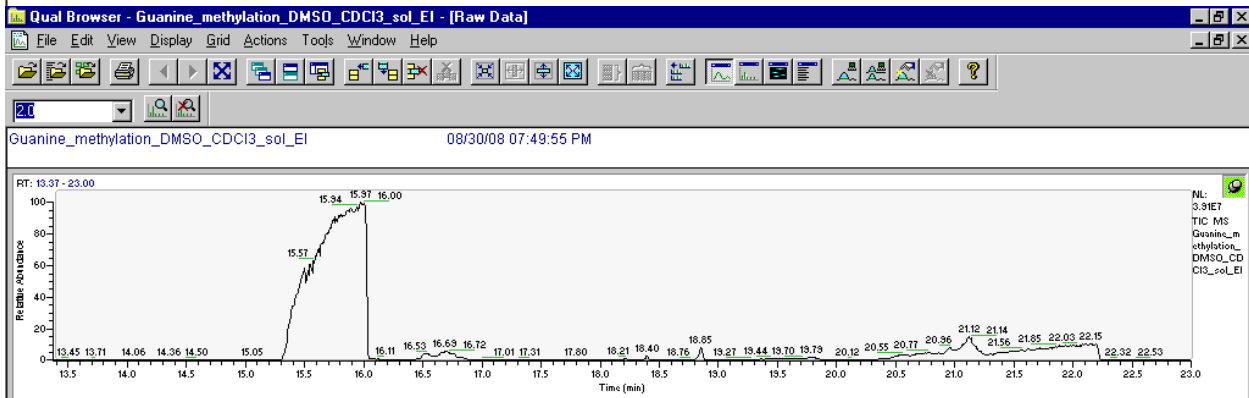 Qual Browser - Guanine_methylation_DMSO_CDCl3_sol_EI - [Raw Data]
File Edit View Display Grid Actions Tools Window Help
2.0
Guanine_methylation_DMSO_CDCl3_sol_EI 08/30/08 07:49:55 PM
RT: 13.37 - 23.00
NL:
3.91E7
TIC MS
Guanine_m
ethylation_
DMSO_CD
Cl3_sol_EI
Relative Abundance
100
80
60
40
20
0
15.94 15.97 16.00
15.57
13.45 13.71 14.06 14.36 14.50 15.05 16.11 16.53 16.69 16.72 17.01 17.31 17.80 18.21 18.40 18.76 18.85 19.27 19.44 19.70 19.79 20.12 20.55 20.77 20.96 21.12 21.14 21.56 21.85 22.03 22.15 22.32 22.53
13.5 14.0 14.5 15.0 15.5 16.0 16.5 17.0 17.5 18.0 18.5 19.0 19.5 20.0 20.5 21.0 21.5 22.0 22.5 23.0
Time (min)